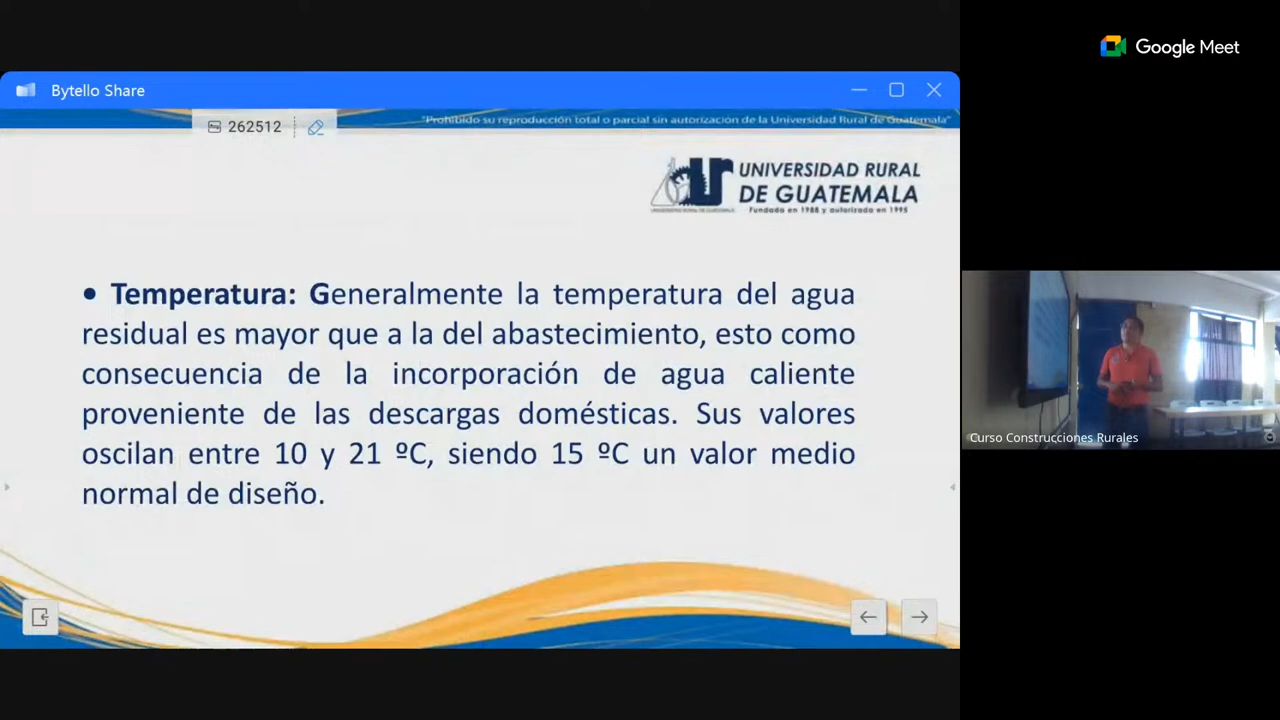 Google Meet
Bytello Share
262512
"Prohibido su reproducción total o parcial sin autorización de la Universidad Rural de Guatemala"
UNIVERSIDAD RURAL
DE GUATEMALA
Fundada en 1988 y autorizada en 1995
• Temperatura: Generalmente la temperatura del agua
residual es mayor que a la del abastecimiento, esto como
consecuencia de la incorporación de agua caliente
proveniente de las descargas domésticas. Sus valores
oscilan entre 10 y 21 ºC, siendo 15 ºC un valor medio
normal de diseño.
Curso Construcciones Rurales